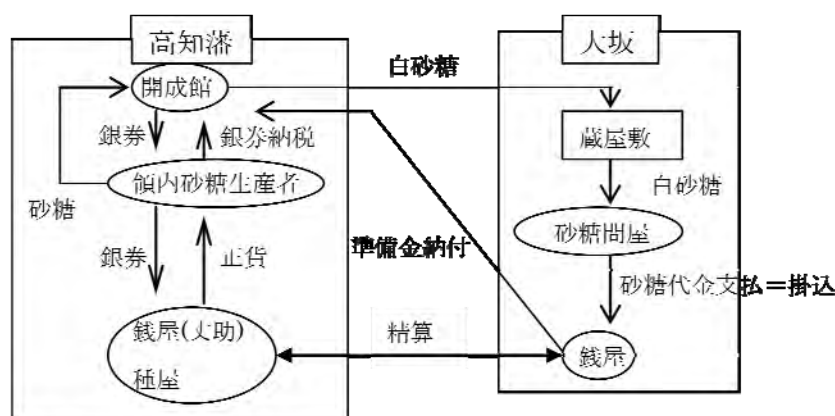 高知藩
大坂
開成館
白砂糖
銀券
銀券納税
蔵屋敷
領内砂糖生産者
白砂糖
砂糖
砂糖問屋
銀券
正貨
準備金納付
砂糖代金支払=掛込
銭屋(丈助)
種屋
精算
銭屋